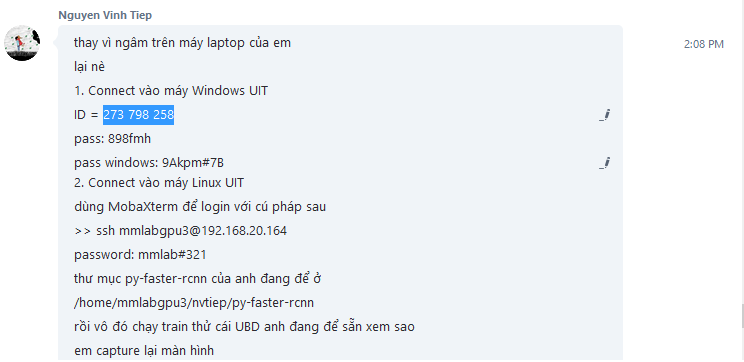 Nguyen Vinh Tiep
thay vì ngâm trên máy laptop của em
2:08 PM
lại nè
1. Connect vào máy Windows UIT
ID = 273 798 258
pass: 898fmh
pass windows: 9Akpm#7B
2. Connect vào máy Linux UIT
dùng MobaXterm để login với cú pháp sau
>> ssh mmlabgpu3@192.168.20.164
password: mmlab#321
thư mục py-faster-rcnn của anh đang để ở
/home/mmlabgpu3/nvtiep/py-faster-rcnn
rồi vô đó chạy train thử cái UBD anh đang để sẵn xem sao
em capture lại màn hình